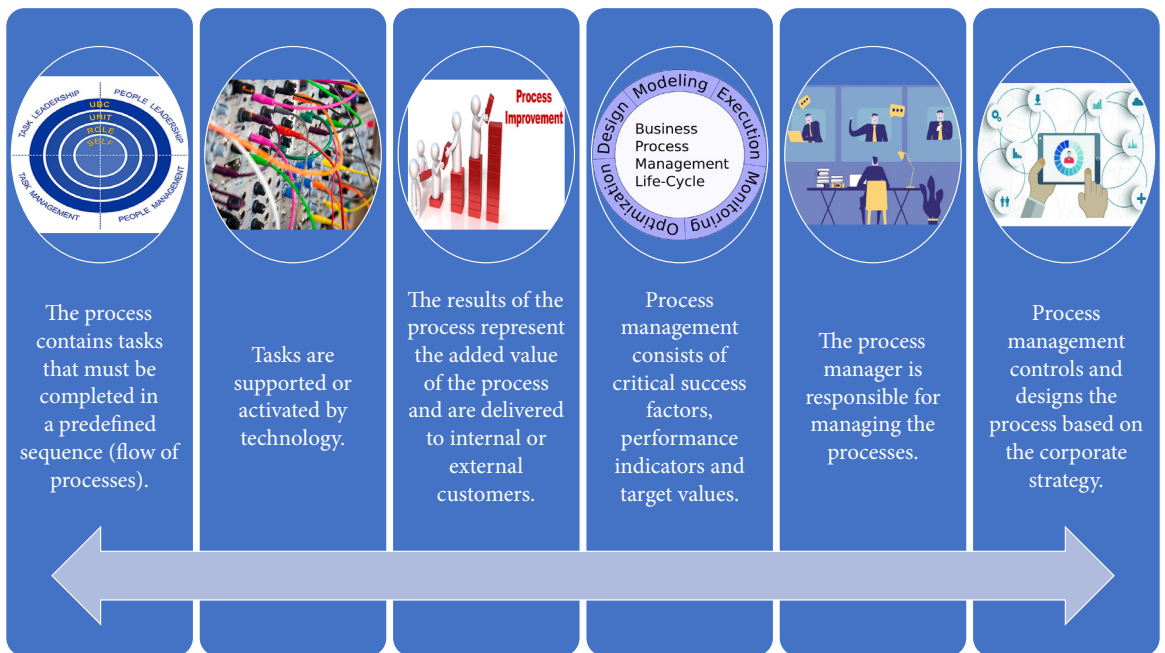 TASK LEADERSHIP
PEOPLE LEADERSHIP
UBC
UNIT
ROLE
SELF
TASK MANAGEMENT
PEOPLE MANAGEMENT
The process
contains tasks
that must be
completed in
a predefined
sequence (flow of
processes).
Tasks are
supported or
activated by
technology.
Process
Improvement
The results of the
process represent
the added value
of the process
and are delivered
to internal or
external
customers.
Design
Modeling
Execution
Monitoring
Optimization
Business
Process
Management
Life-Cycle
Process
management
consists of
critical success
factors,
performance
indicators and
target values.
The process
manager is
responsible for
managing the
processes.
Process
management
controls and
designs the
process based on
the corporate
strategy.